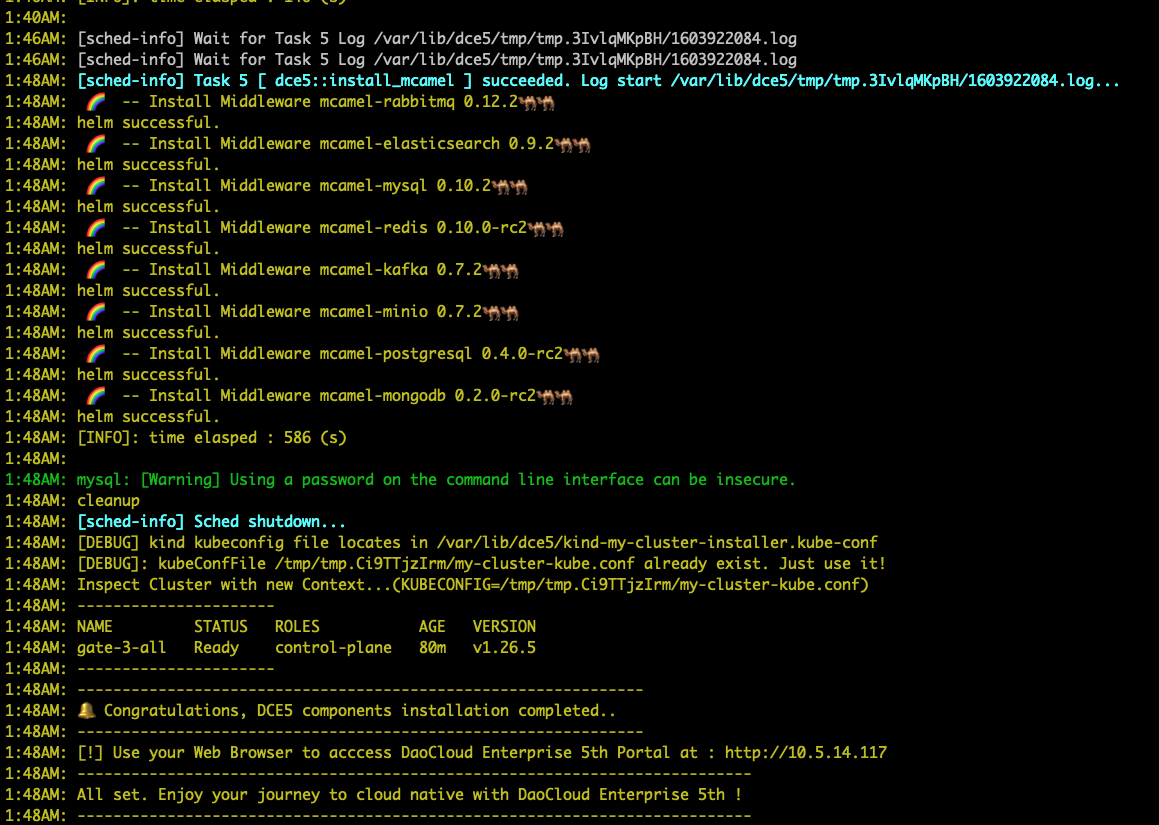 1:40AM: [INFO]: time elasped : 146 (s)
1:40AM:
1:46AM: [sched-info] Wait for Task 5 Log /var/lib/dce5/tmp/tmp.3IvlqMKpBH/1603922084.log
1:46AM: [sched-info] Wait for Task 5 Log /var/lib/dce5/tmp/tmp.3IvlqMKpBH/1603922084.log
1:48AM: [sched-info] Task 5 [ dce5::install_mcamel ] succeeded. Log start /var/lib/dce5/tmp/tmp.3IvlqMKpBH/1603922084.log...
1:48AM: 🌈 -- Install Middleware mcamel-rabbitmq 0.12.2🐫🐫
1:48AM: helm successful.
1:48AM: 🌈 -- Install Middleware mcamel-elasticsearch 0.9.2🐫🐫
1:48AM: helm successful.
1:48AM: 🌈 -- Install Middleware mcamel-mysql 0.10.2🐫🐫
1:48AM: helm successful.
1:48AM: 🌈 -- Install Middleware mcamel-redis 0.10.0-rc2🐫🐫
1:48AM: helm successful.
1:48AM: 🌈 -- Install Middleware mcamel-kafka 0.7.2🐫🐫
1:48AM: helm successful.
1:48AM: 🌈 -- Install Middleware mcamel-minio 0.7.2🐫🐫
1:48AM: helm successful.
1:48AM: 🌈 -- Install Middleware mcamel-postgresql 0.4.0-rc2🐫🐫
1:48AM: helm successful.
1:48AM: 🌈 -- Install Middleware mcamel-mongodb 0.2.0-rc2🐫🐫
1:48AM: helm successful.
1:48AM: [INFO]: time elasped : 586 (s)
1:48AM:
1:48AM: mysql: [Warning] Using a password on the command line interface can be insecure.
1:48AM: cleanup
1:48AM: [sched-info] Sched shutdown...
1:48AM: [DEBUG] kind kubeconfig file locates in /var/lib/dce5/kind-my-cluster-installer.kube-conf
1:48AM: [DEBUG]: kubeConfFile /tmp/tmp.Ci9TTjzIrm/my-cluster-kube.conf already exist. Just use it!
1:48AM: Inspect Cluster with new Context...(KUBECONFIG=/tmp/tmp.Ci9TTjzIrm/my-cluster-kube.conf)
1:48AM: ----------------------
1:48AM: NAME STATUS ROLES AGE VERSION
1:48AM: gate-3-all Ready control-plane 80m v1.26.5
1:48AM: ----------------------
1:48AM: ---------------------------------------------------------------
1:48AM: 🔔 Congratulations, DCE5 components installation completed..
1:48AM: ---------------------------------------------------------------
1:48AM: [!] Use your Web Browser to acccess DaoCloud Enterprise 5th Portal at : http://10.5.14.117
1:48AM: ---------------------------------------------------------------------------
1:48AM: All set. Enjoy your journey to cloud native with DaoCloud Enterprise 5th !
1:48AM: ---------------------------------------------------------------------------